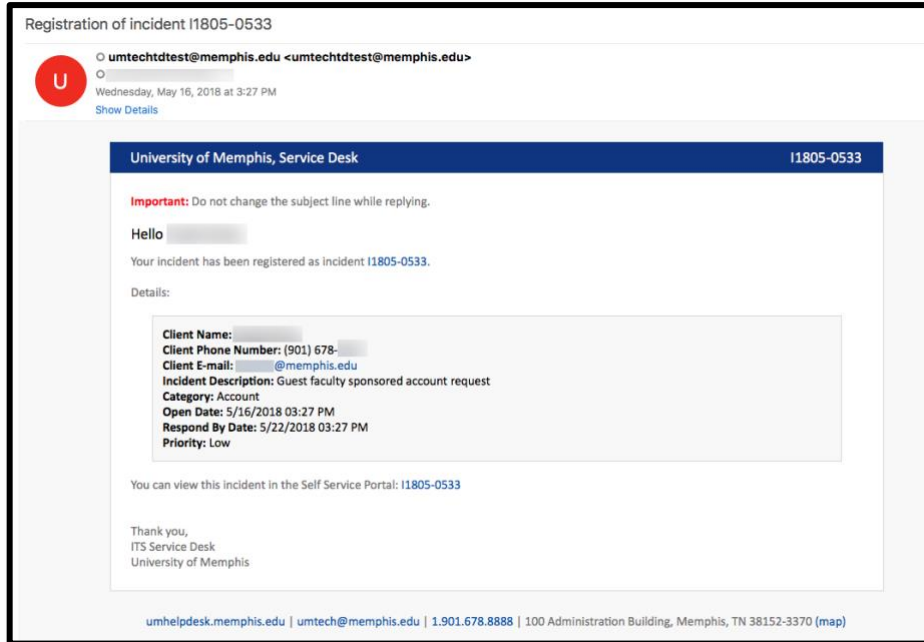 Registration of incident I1805-0533
U
umtechtdtest@memphis.edu <umtechtdtest@memphis.edu>
Wednesday, May 16, 2018 at 3:27 PM
Show Details
University of Memphis, Service Desk I1805-0533
Important: Do not change the subject line while replying.
Hello
Your incident has been registered as incident I1805-0533.
Details:
Client Name:
Client Phone Number: (901) 678-
Client E-mail: @memphis.edu
Incident Description: Guest faculty sponsored account request
Category: Account
Open Date: 5/16/2018 03:27 PM
Respond By Date: 5/22/2018 03:27 PM
Priority: Low
You can view this incident in the Self Service Portal: I1805-0533
Thank you,
ITS Service Desk
University of Memphis
umhelpdesk.memphis.edu | umtech@memphis.edu | 1.901.678.8888 | 100 Administration Building, Memphis, TN 38152-3370 (map)